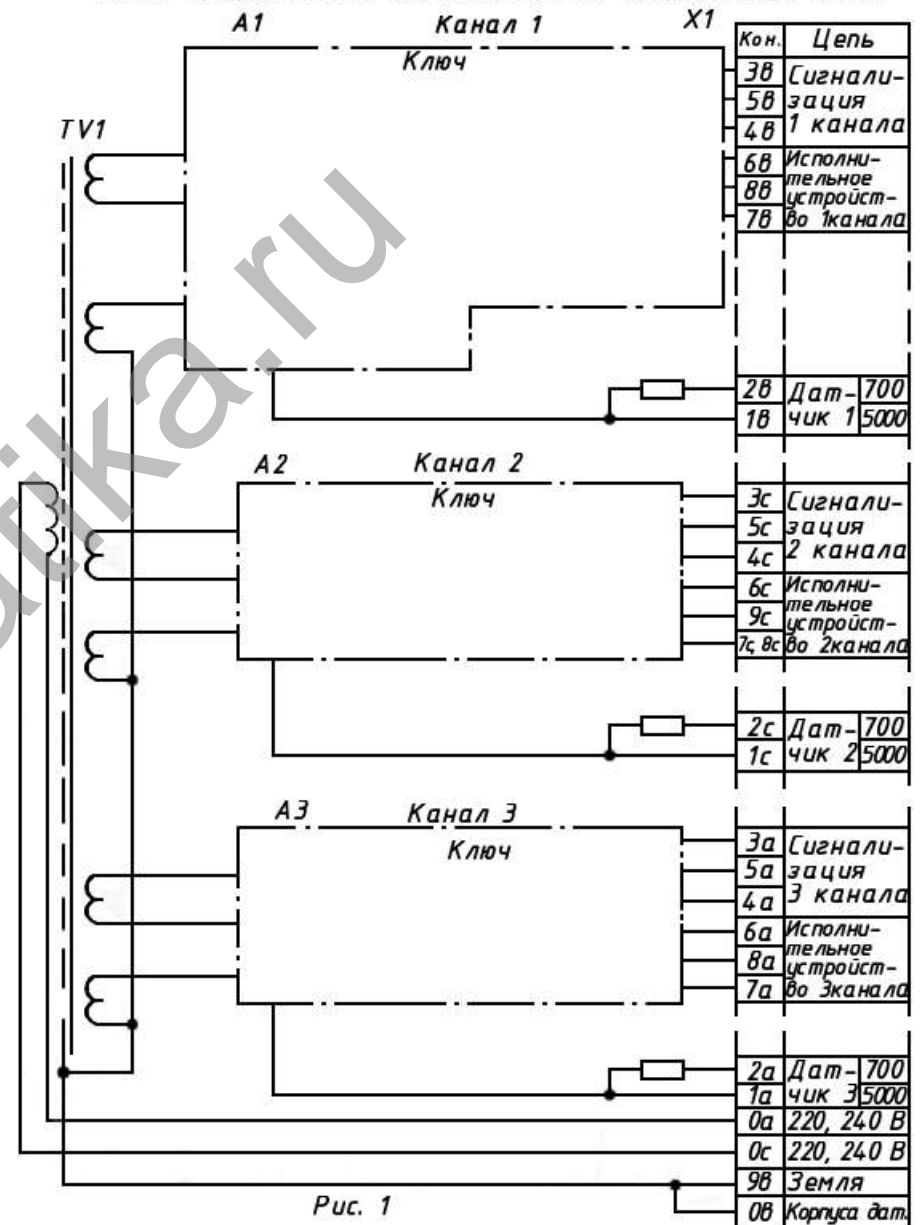 A1
Канал 1
X1
Ключ
TV1
Кон.
Цепь
3в
5в
4в
Сигнали-
зация
1 канала
6в
8в
7в
Исполни-
тельное
устройст-
во 1канала
2в
1в
Дат-
чик 1
700
5000
A2
Канал 2
Ключ
3с
5с
4с
Сигнали-
зация
2 канала
6с
9с
7с, 8с
Исполни-
тельное
устройст-
во 2канала
2с
1с
Дат-
чик 2
700
5000
A3
Канал 3
Ключ
3а
5а
4а
Сигнали-
зация
3 канала
6а
8а
7а
Исполни-
тельное
устройст-
во 3канала
2а
1а
Дат-
чик 3
700
5000
0а 220, 240 В
0с 220, 240 В
9в Земля
0в Корпуса дат.
Рис. 1
atika.ru